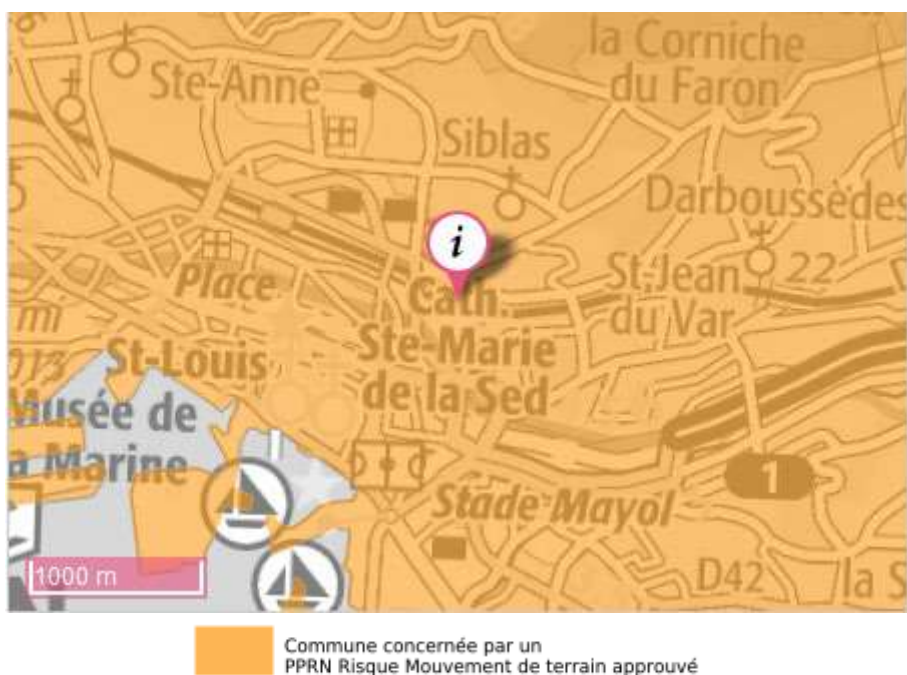 la Corniche
du Faron
Ste-Anne
Siblas
Darboussèdes
i
Place
Cath.
Ste-Marie
de la Sed
St-Jean
du Var
22
mi
013
St-Louis
Musée de
a Marine
1
Stade Mayol
1000 m
D42
la S
Commune concernée par un
PPRN Risque Mouvement de terrain approuvé